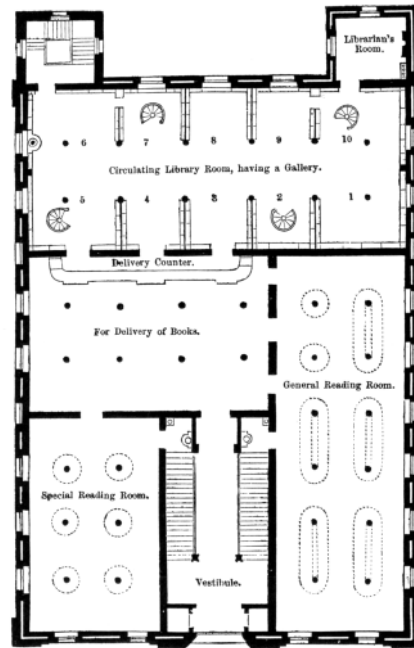 Librarian's
Room.
6 7 8 9 10
Circulating Library Room, having a Gallery.
5 4 3 2 1
Delivery Counter.
For Delivery of Books.
General Reading Room.
Special Reading Room.
Vestibule.